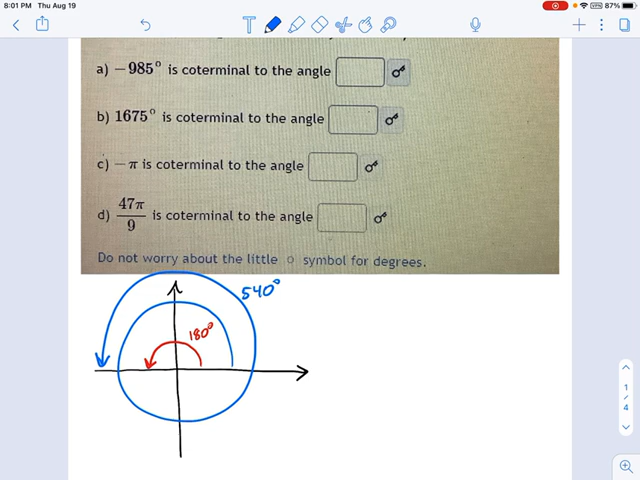 8:01 PM Thu Aug 19
VPN 87%
a) −985° is coterminal to the angle
b) 1675° is coterminal to the angle
c) −π is coterminal to the angle
d) 47π/9 is coterminal to the angle
Do not worry about the little o symbol for degrees.
540°
180°
1
/
4